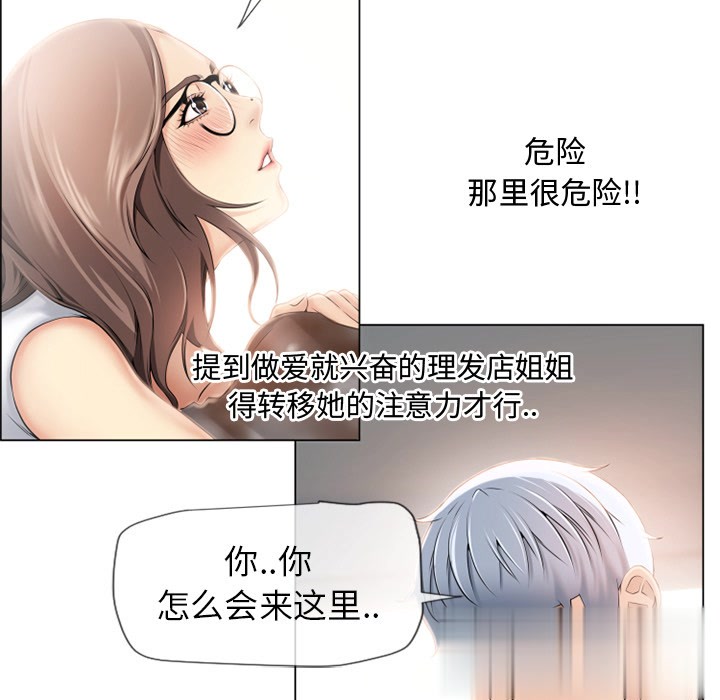 危险
那里很危险!!
提到做爱就兴奋的理发店姐姐
得转移她的注意力才行..
你..你
怎么会来这里..